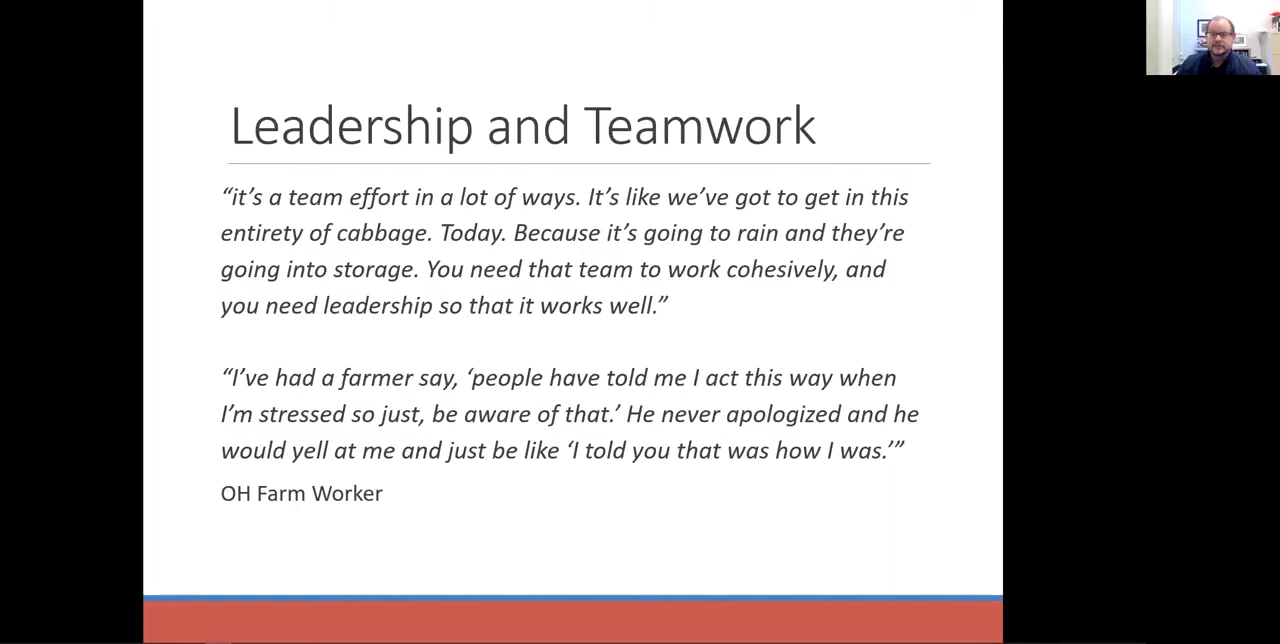 Leadership and Teamwork
“it’s a team effort in a lot of ways. It’s like we’ve got to get in this
entirety of cabbage. Today. Because it’s going to rain and they’re
going into storage. You need that team to work cohesively, and
you need leadership so that it works well.”
“I’ve had a farmer say, ‘people have told me I act this way when
I’m stressed so just, be aware of that.’ He never apologized and he
would yell at me and just be like ‘I told you that was how I was.’”
OH Farm Worker